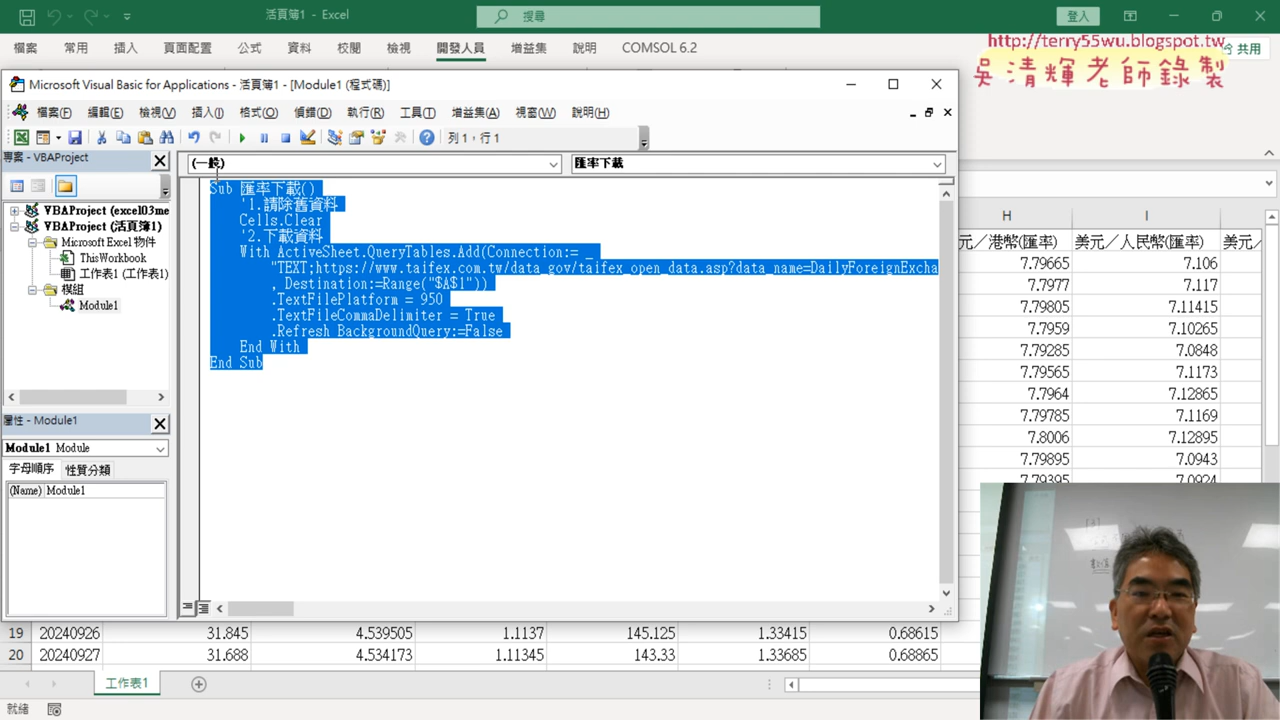 活頁簿1 - Excel
搜尋
登入
檔案 常用 插入 頁面配置 公式 資料 校閱 檢視 開發人員 增益集 說明 COMSOL 6.2
共用
http://terry55wu.blogspot.tw
吳清輝老師錄製
Microsoft Visual Basic for Applications - 活頁簿1 - [Module1 (程式碼)]
檔案(F) 編輯(E) 檢視(V) 插入(I) 格式(O) 偵錯(D) 執行(R) 工具(T) 增益集(A) 視窗(W) 說明(H)
列 1，行 1
專案 - VBAProject
(一般) 匯率下載
VBAProject (excel03me
VBAProject (活頁簿1)
Microsoft Excel 物件
ThisWorkbook
工作表1 (工作表1)
模組
Module1
屬性 - Module1
Module1 Module
字母順序 性質分類
(Name) Module1
Sub 匯率下載()
'1.請除舊資料
Cells.Clear
'2.下載資料
With ActiveSheet.QueryTables.Add(Connection:= _
"TEXT;https://www.taifex.com.tw/data_gov/taifex_open_data.asp?data_name=DailyForeignExcha
, Destination:=Range("$A$1"))
.TextFilePlatform = 950
.TextFileCommaDelimiter = True
.Refresh BackgroundQuery:=False
End With
End Sub
H I
元／港幣(匯率) 美元／人民幣(匯率) 美元／
7.79665 7.106
7.7977 7.117
7.79805 7.11415
7.7959 7.10265
7.79285 7.0848
7.79565 7.1173
7.7964 7.12865
7.79785 7.1169
7.8006 7.12895
7.79895 7.0943
7.79395 7.0924
19 20240926 31.845 4.539505 1.1137 145.125 1.33415 0.68615
20 20240927 31.688 4.534173 1.11345 143.33 1.33685 0.68865
工作表1
就緒